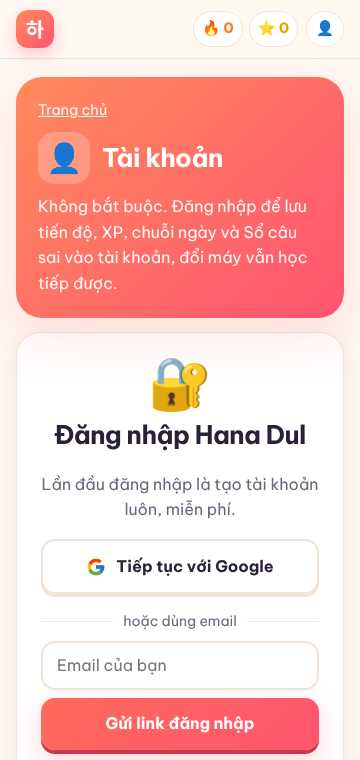 하
🔥 0 ⭐ 0 👤
Trang chủ
👤 Tài khoản
Không bắt buộc. Đăng nhập để lưu
tiến độ, XP, chuỗi ngày và Sổ câu
sai vào tài khoản, đổi máy vẫn học
tiếp được.
🔐
Đăng nhập Hana Dul
Lần đầu đăng nhập là tạo tài khoản
luôn, miễn phí.
Tiếp tục với Google
hoặc dùng email
Email của bạn
Gửi link đăng nhập